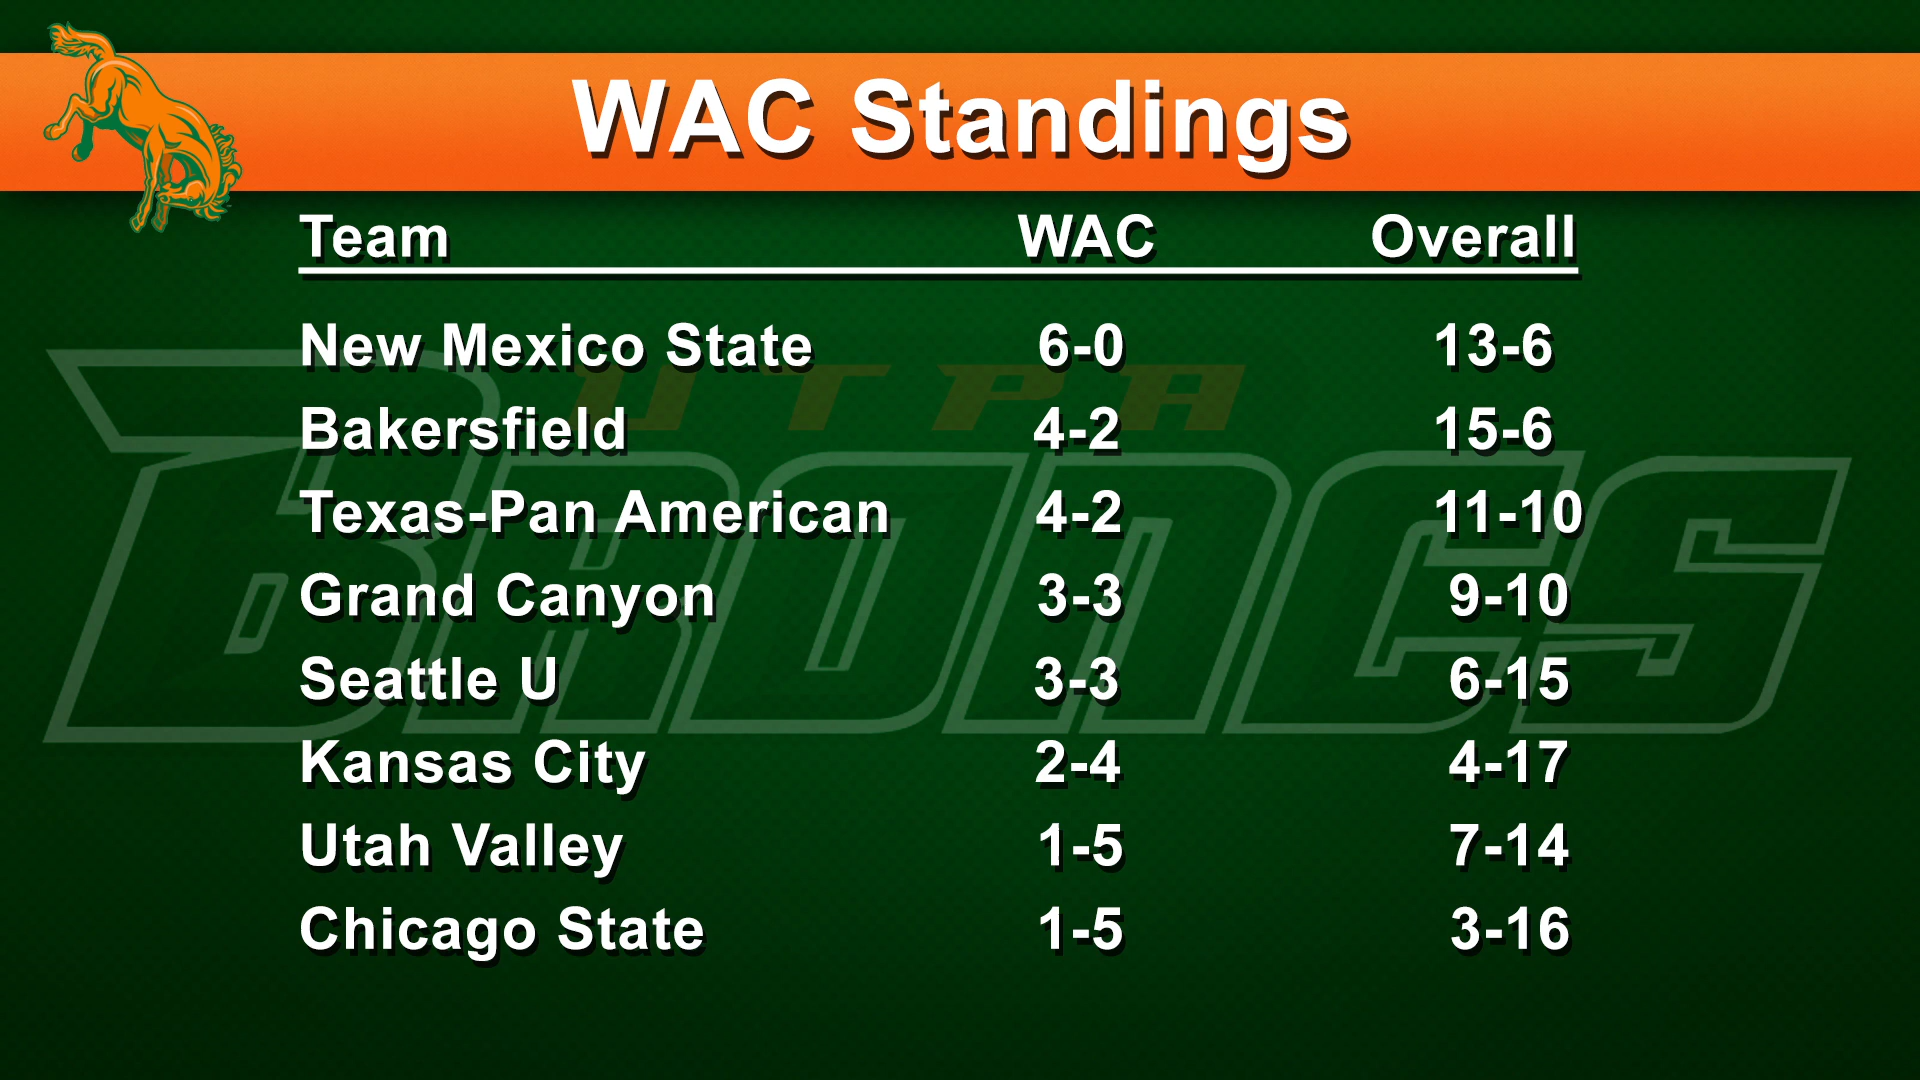 WAC Standings
Team WAC Overall
New Mexico State 6-0 13-6
UTPA
Bakersfield 4-2 15-6
Texas-Pan American 4-2 11-10
BRONCS
Grand Canyon 3-3 9-10
Seattle U 3-3 6-15
Kansas City 2-4 4-17
Utah Valley 1-5 7-14
Chicago State 1-5 3-16